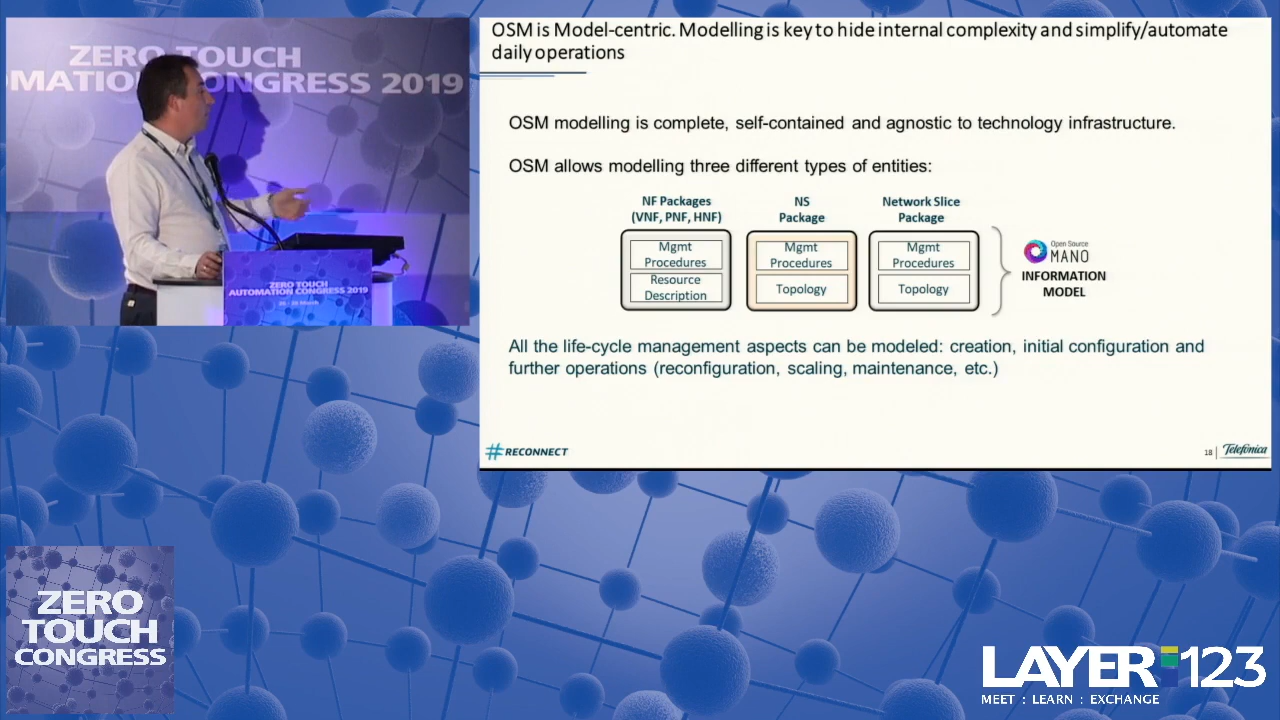 ZERO TOUCH
OMATION CONGRESS 2019
ZERO TOUCH
AUTOMATION CONGRESS 2019
OSM is Model-centric. Modelling is key to hide internal complexity and simplify/automate
daily operations
OSM modelling is complete, self-contained and agnostic to technology infrastructure.
OSM allows modelling three different types of entities:
NF Packages
(VNF, PNF, HNF)
Mgmt
Procedures
Resource
Description
NS
Package
Mgmt
Procedures
Topology
Network Slice
Package
Mgmt
Procedures
Topology
Open Source
MANO
INFORMATION
MODEL
All the life-cycle management aspects can be modeled: creation, initial configuration and
further operations (reconfiguration, scaling, maintenance, etc.)
#RECONNECT
18 | Telefónica
ZERO
TOUCH
CONGRESS
LAYER 123
MEET : LEARN : EXCHANGE